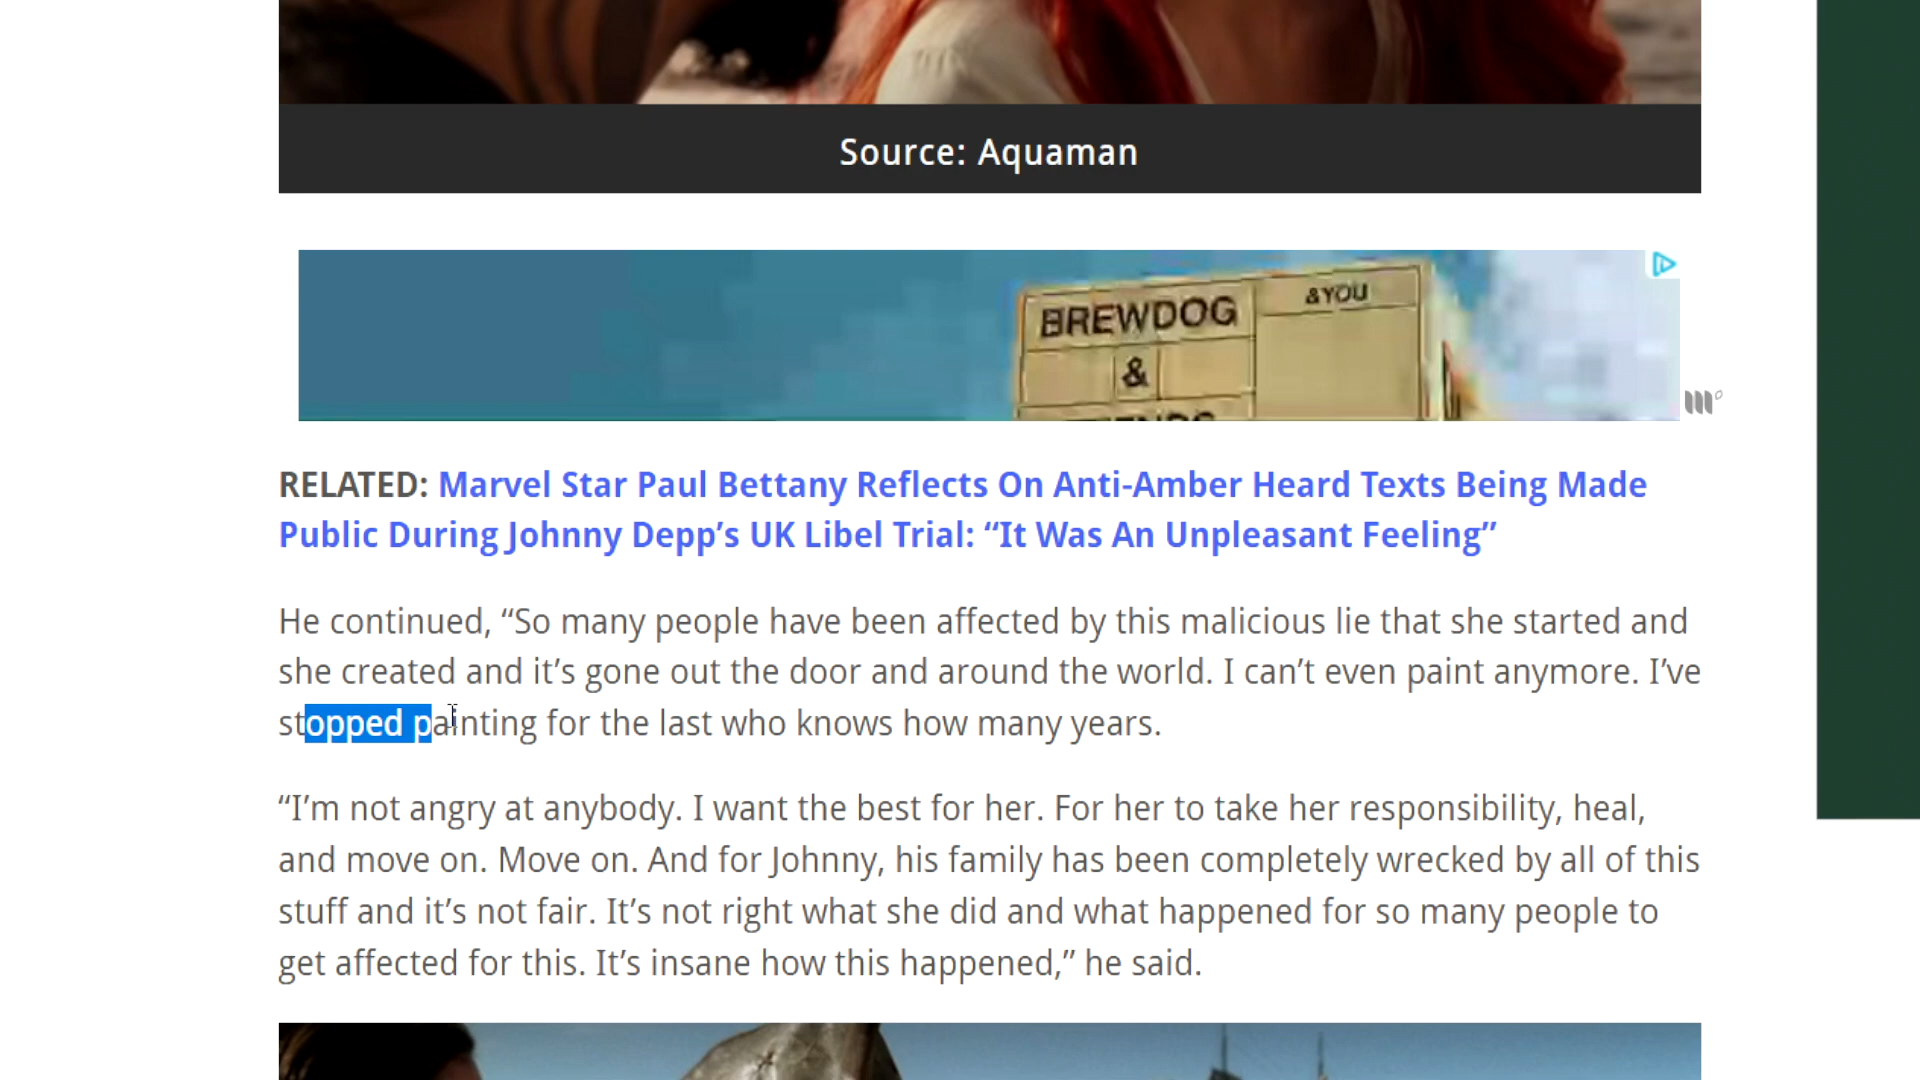 Source: Aquaman
BREWDOG
&YOU
&
RELATED: Marvel Star Paul Bettany Reflects On Anti-Amber Heard Texts Being Made
Public During Johnny Depp’s UK Libel Trial: “It Was An Unpleasant Feeling”
He continued, “So many people have been affected by this malicious lie that she started and
she created and it’s gone out the door and around the world. I can’t even paint anymore. I’ve
stopped painting for the last who knows how many years.
“I’m not angry at anybody. I want the best for her. For her to take her responsibility, heal,
and move on. Move on. And for Johnny, his family has been completely wrecked by all of this
stuff and it’s not fair. It’s not right what she did and what happened for so many people to
get affected for this. It’s insane how this happened,” he said.